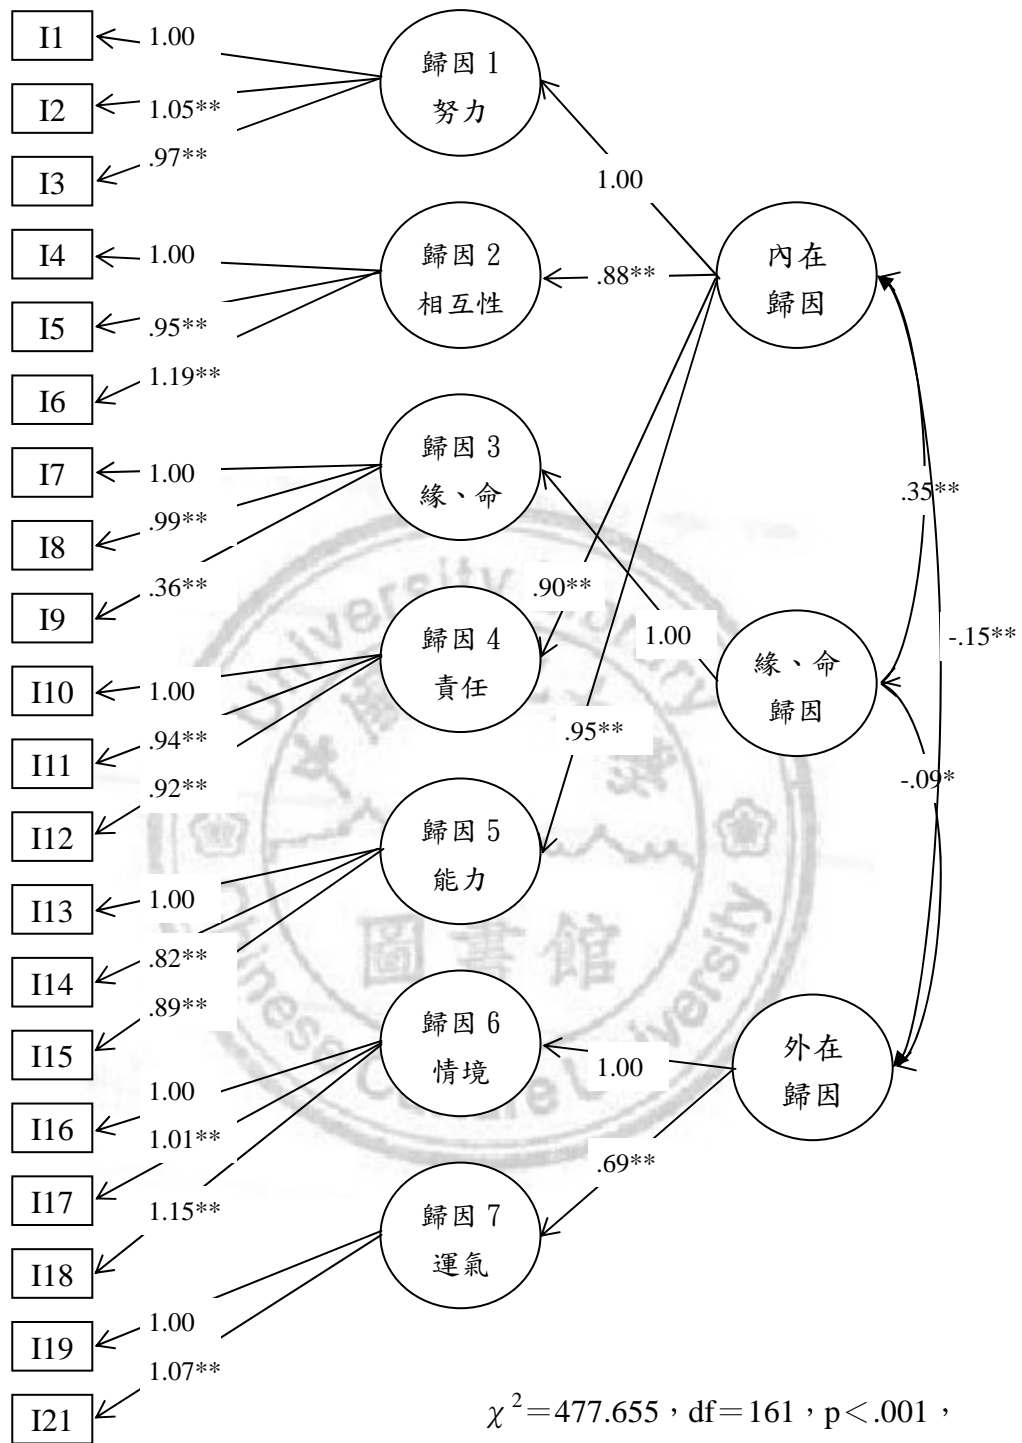 I1
1.00
I2
1.05**
I3
.97**
歸因 1
努力
1.00
I4
1.00
I5
.95**
I6
1.19**
歸因 2
相互性
.88**
內在
歸因
I7
1.00
I8
.99**
I9
.36**
歸因 3
緣、命
.35**
I10
1.00
I11
.94**
I12
.92**
歸因 4
責任
.90**
1.00
緣、命
歸因
-.15**
.95**
-.09*
I13
1.00
I14
.82**
I15
.89**
歸因 5
能力
I16
1.00
I17
1.01**
I18
1.15**
歸因 6
情境
1.00
外在
歸因
.69**
I19
1.00
I21
1.07**
歸因 7
運氣
圖書館
University
University
χ²＝477.655，df＝161，p＜.001，